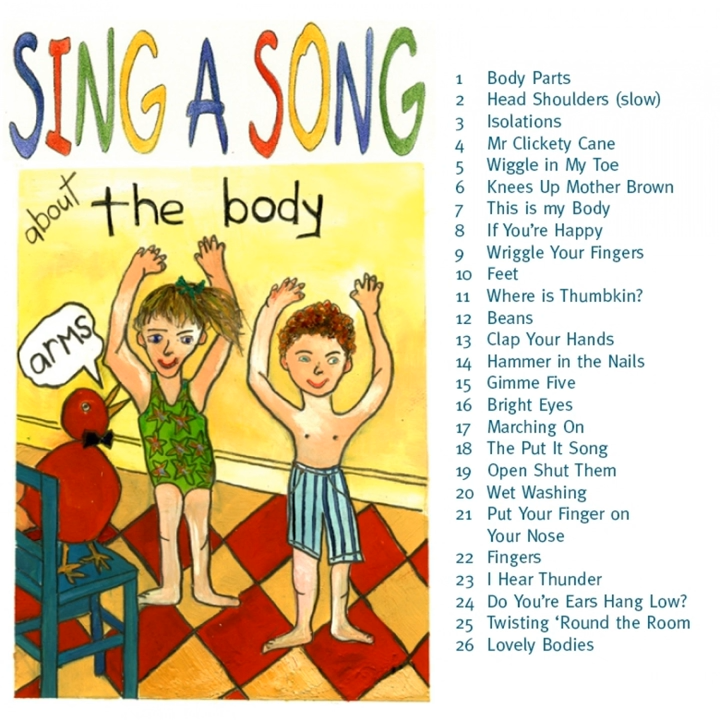 SING A SONG
about the body
arms
1 Body Parts
2 Head Shoulders (slow)
3 Isolations
4 Mr Clickety Cane
5 Wiggle in My Toe
6 Knees Up Mother Brown
7 This is my Body
8 If You're Happy
9 Wriggle Your Fingers
10 Feet
11 Where is Thumbkin?
12 Beans
13 Clap Your Hands
14 Hammer in the Nails
15 Gimme Five
16 Bright Eyes
17 Marching On
18 The Put It Song
19 Open Shut Them
20 Wet Washing
21 Put Your Finger on
Your Nose
22 Fingers
23 I Hear Thunder
24 Do You're Ears Hang Low?
25 Twisting ‘Round the Room
26 Lovely Bodies